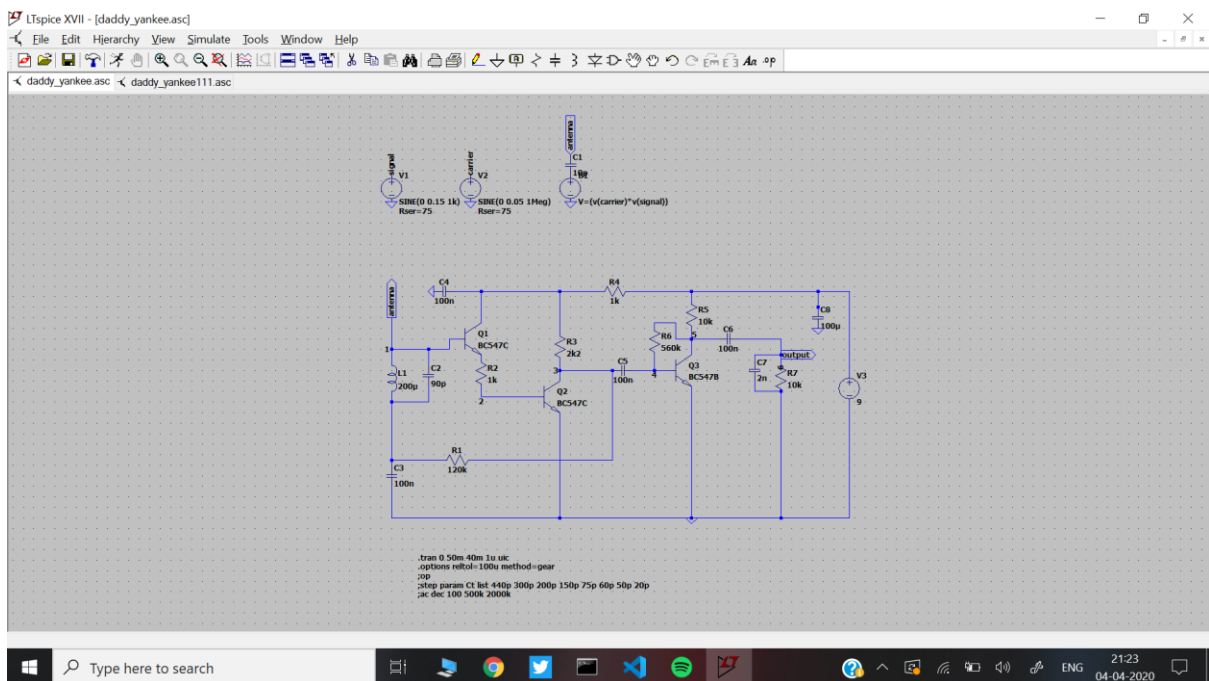 LTspice XVII - [daddy_yankee.asc]
File Edit Hierarchy View Simulate Tools Window Help
daddy_yankee.asc daddy_yankee111.asc
antenna
signal
V1
SINE(0 0.15 1k)
Rser=75
carrier
V2
SINE(0 0.05 1Meg)
Rser=75
C1
V=(v(carrier)*v(signal))
antenna
C4
100n
R4
1k
R5
10k
C8
100µ
Q1
BC547C
R3
2k2
R6
560k
5
C6
100n
output
1
L1
200µ
C2
90p
R2
1k
2
3
C5
100n
4
Q3
BC547B
C7
2n
6
R7
10k
V3
9
Q2
BC547C
R1
120k
C3
100n
.tran 0 50m 40m 1u uic
.options reltol=100u method=gear
;op
;step param Ct list 440p 300p 200p 150p 75p 60p 50p 20p
;ac dec 100 500k 2000k
Type here to search
ENG
21:23
04-04-2020